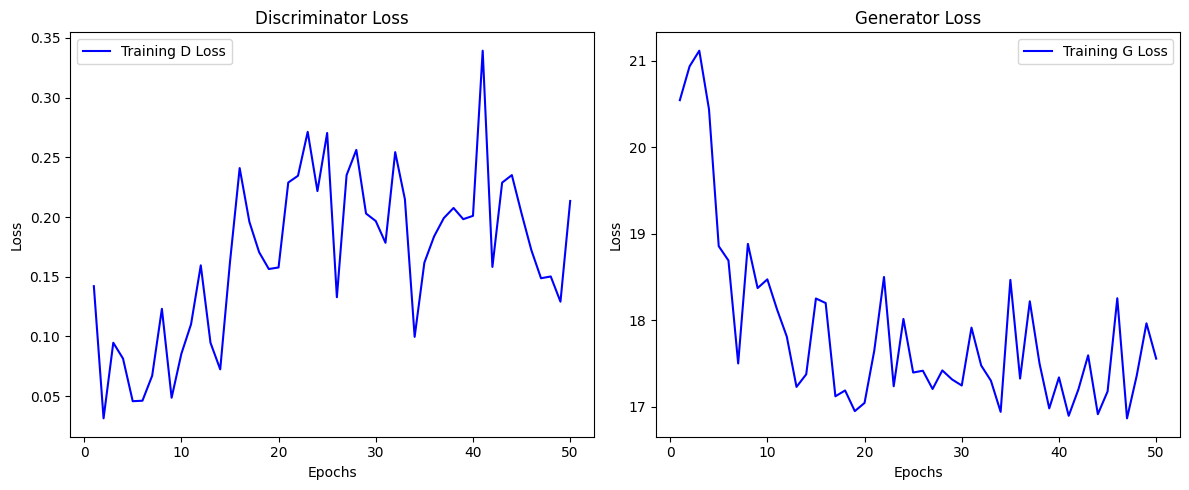 Discriminator Loss
Training D Loss
0.35
0.30
0.25
0.20
0.15
0.10
0.05
Loss
0 10 20 30 40 50
Epochs
Generator Loss
Training G Loss
21
20
19
18
17
Loss
0 10 20 30 40 50
Epochs